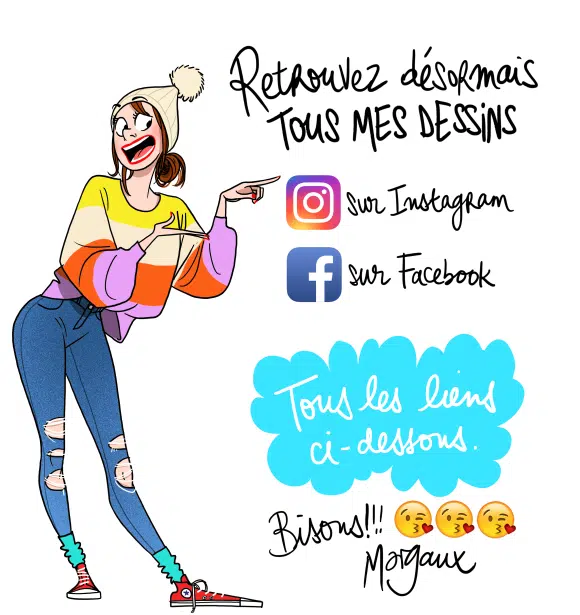 Retrouvez désormais
TOUS MES DESSINS
sur Instagram
sur Facebook
Tous les liens
ci-dessous.
Bisous!!!
Margaux